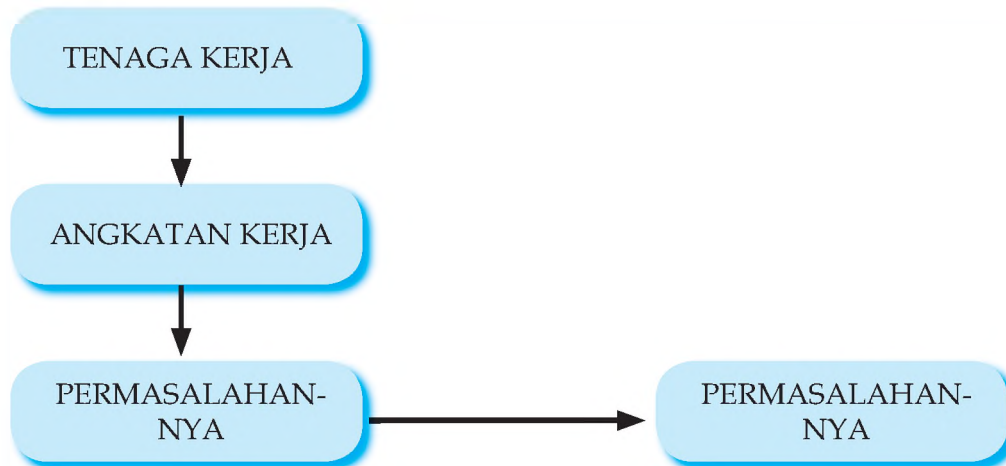 TENAGA KERJA
ANGKATAN KERJA
PERMASALAHAN-
NYA
PERMASALAHAN-
NYA